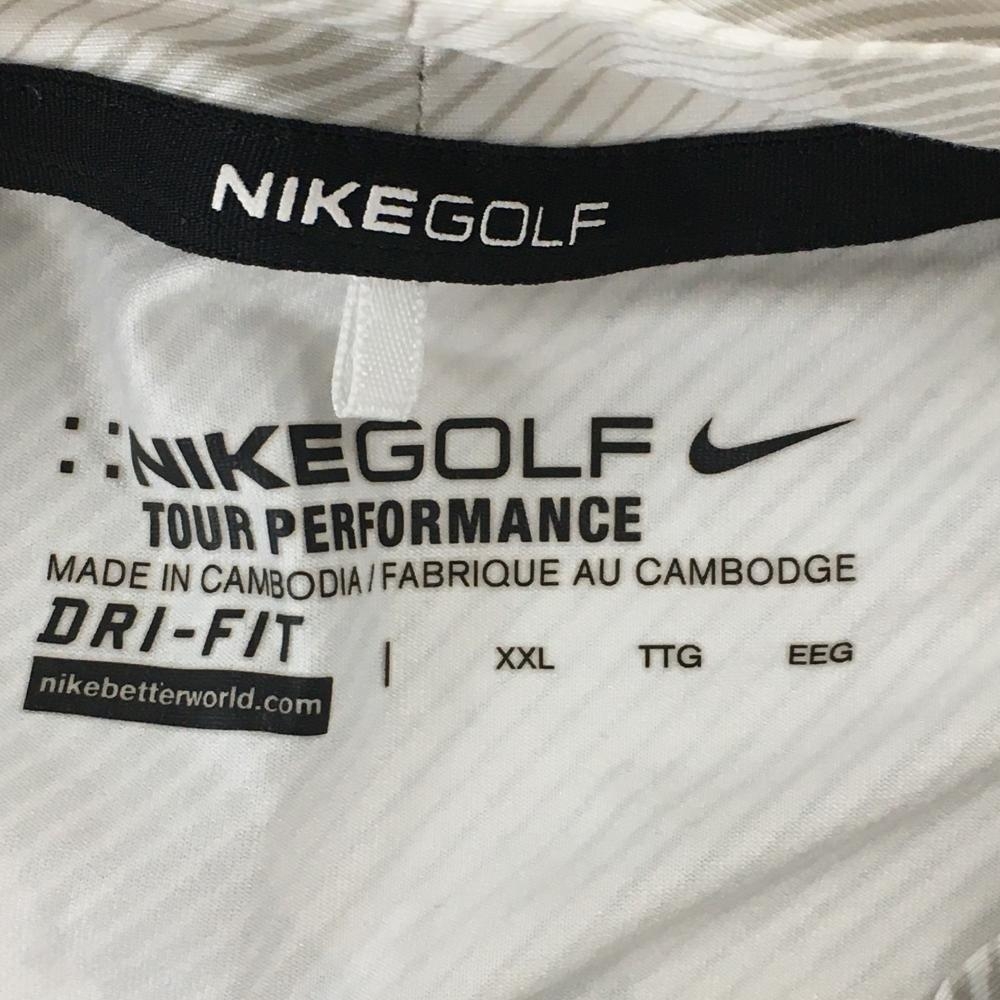 NIKEGOLF
NIKEGOLF
TOUR PERFORMANCE
MADE IN CAMBODIA/FABRIQUE AU CAMBODGE
DRI-FIT
nikebetterworld.com
XXL TTG EEG